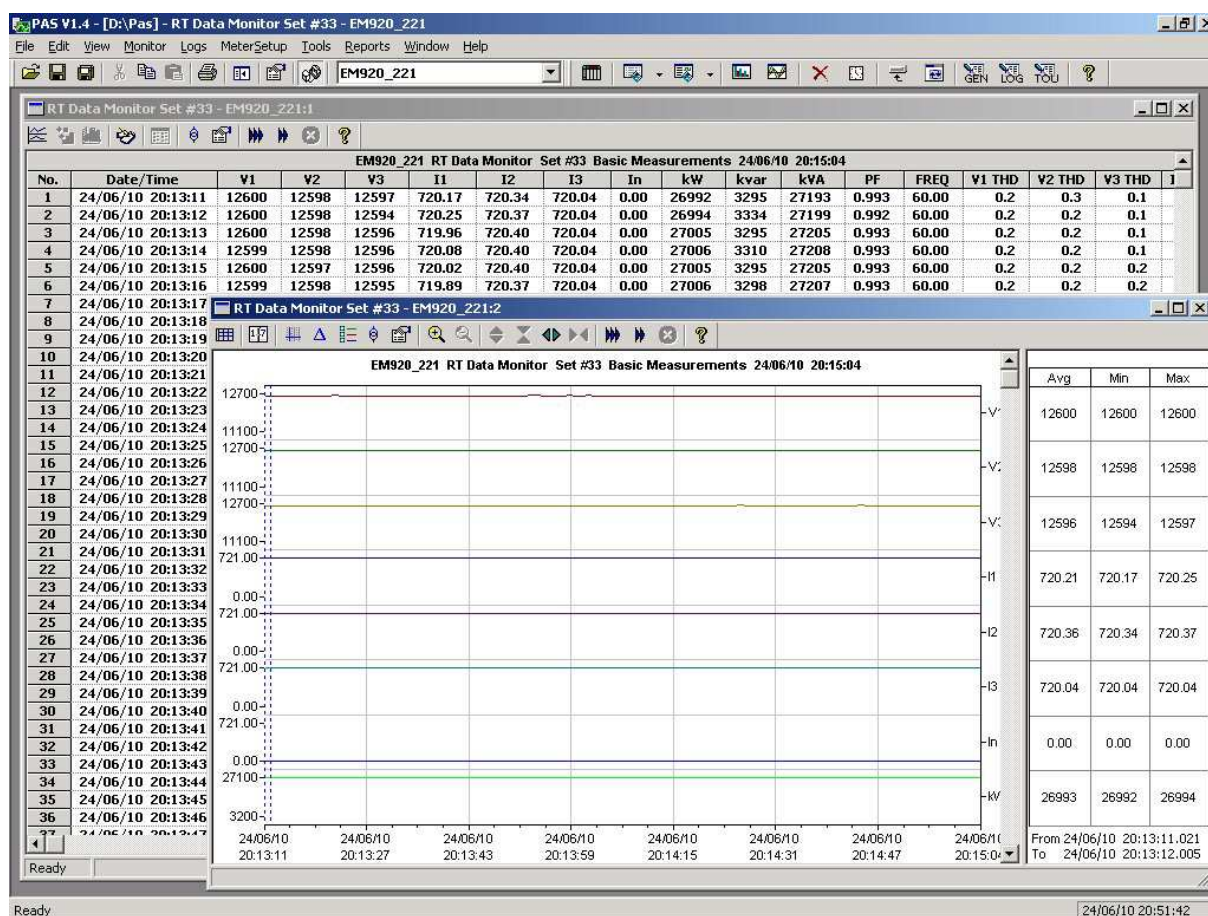 PAS V1.4 - [D:\Pas] - RT Data Monitor Set #33 - EM920_221
File Edit View Monitor Logs MeterSetup Tools Reports Window Help
EM920_221 GEN LOG TOU
RT Data Monitor Set #33 - EM920_221:1
EM920_221 RT Data Monitor Set #33 Basic Measurements 24/06/10 20:15:04
No. Date/Time V1 V2 V3 I1 I2 I3 In kW kvar kVA PF FREQ V1 THD V2 THD V3 THD
1 24/06/10 20:13:11 12600 12598 12597 720.17 720.34 720.04 0.00 26992 3295 27193 0.993 60.00 0.2 0.3 0.1
2 24/06/10 20:13:12 12600 12598 12594 720.25 720.37 720.04 0.00 26994 3334 27199 0.992 60.00 0.2 0.2 0.1
3 24/06/10 20:13:13 12600 12598 12596 719.96 720.40 720.04 0.00 27005 3295 27205 0.993 60.00 0.2 0.2 0.1
4 24/06/10 20:13:14 12599 12598 12596 720.08 720.40 720.04 0.00 27006 3310 27208 0.993 60.00 0.2 0.2 0.1
5 24/06/10 20:13:15 12600 12597 12596 720.02 720.40 720.04 0.00 27005 3295 27205 0.993 60.00 0.2 0.2 0.2
6 24/06/10 20:13:16 12599 12598 12595 719.89 720.37 720.04 0.00 27006 3298 27207 0.993 60.00 0.2 0.2 0.2
7 24/06/10 20:13:17
8 24/06/10 20:13:18
9 24/06/10 20:13:19
10 24/06/10 20:13:20
11 24/06/10 20:13:21
12 24/06/10 20:13:22
13 24/06/10 20:13:23
14 24/06/10 20:13:24
15 24/06/10 20:13:25
16 24/06/10 20:13:26
17 24/06/10 20:13:27
18 24/06/10 20:13:28
19 24/06/10 20:13:29
20 24/06/10 20:13:30
21 24/06/10 20:13:31
22 24/06/10 20:13:32
23 24/06/10 20:13:33
24 24/06/10 20:13:34
25 24/06/10 20:13:35
26 24/06/10 20:13:36
27 24/06/10 20:13:37
28 24/06/10 20:13:38
29 24/06/10 20:13:39
30 24/06/10 20:13:40
31 24/06/10 20:13:41
32 24/06/10 20:13:42
33 24/06/10 20:13:43
34 24/06/10 20:13:44
35 24/06/10 20:13:45
36 24/06/10 20:13:46
37 24/06/10 20:13:47
Ready
RT Data Monitor Set #33 - EM920_221:2
EM920_221 RT Data Monitor Set #33 Basic Measurements 24/06/10 20:15:04
Avg Min Max
12700
V1 12600 12600 12600
11100
12700
V2 12598 12598 12598
11100
12700
V3 12596 12594 12597
11100
721.00
I1 720.21 720.17 720.25
0.00
721.00
I2 720.36 720.34 720.37
0.00
721.00
I3 720.04 720.04 720.04
0.00
721.00
In 0.00 0.00 0.00
0.00
27100
kW 26993 26992 26994
3200
24/06/10 24/06/10 24/06/10 24/06/10 24/06/10 24/06/10 24/06/10 24/06/10
20:13:11 20:13:27 20:13:43 20:13:59 20:14:15 20:14:31 20:14:47 20:15:04
From 24/06/10 20:13:11.021
To 24/06/10 20:13:12.005
Ready
24/06/10 20:51:42